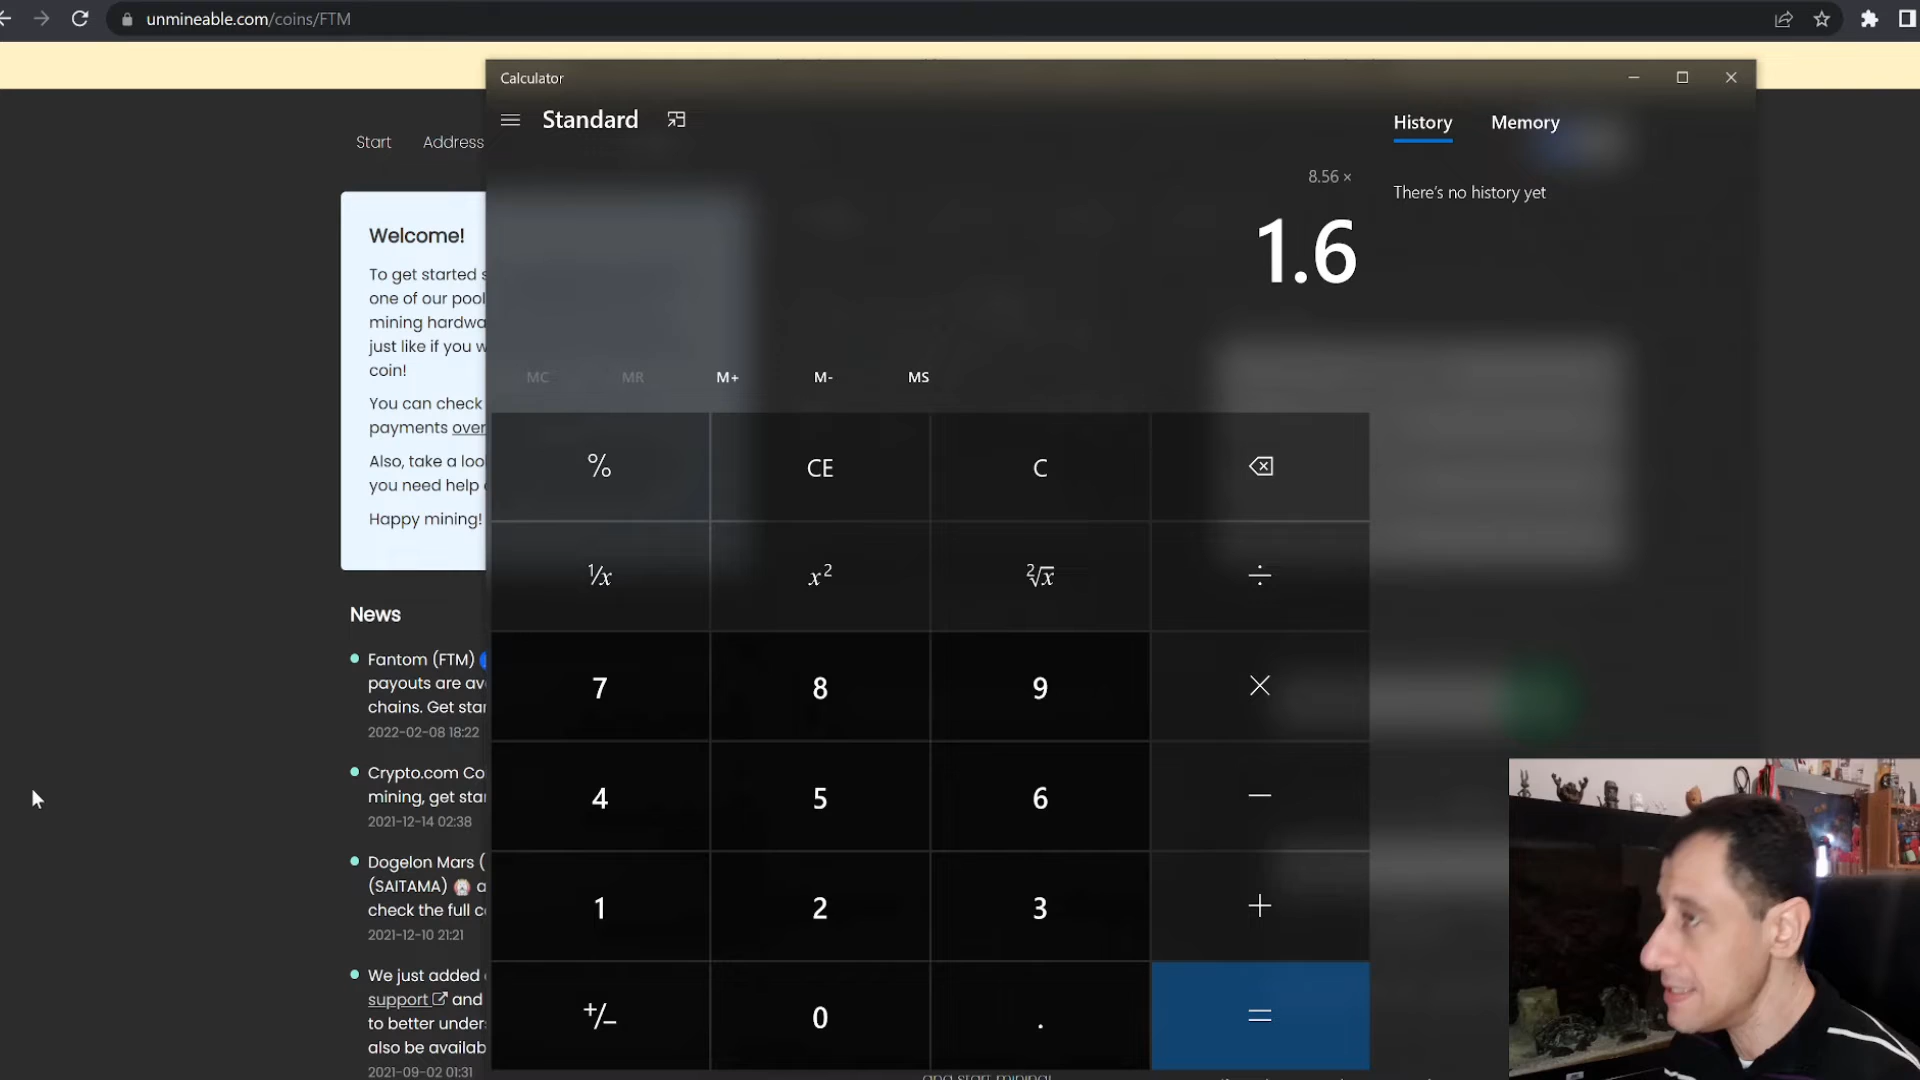 unmineable.com/coins/FTM
Calculator
Standard
History
Memory
Start
Address
8.56 ×
There's no history yet
1.6
Welcome!
To get started
one of our pool
mining hardwa
just like if you w
coin!
You can check
payments over
Also, take a loo
you need help
Happy mining!
MC MR M+ M- MS
% CE C
1/x x² ²√x ÷
7 8 9 ×
4 5 6 −
1 2 3 +
+/− 0 . =
News
Fantom (FTM)
payouts are av
chains. Get star
2022-02-08 18:22
Crypto.com Co
mining, get sta
2021-12-14 02:38
Dogelon Mars (
(SAITAMA) a
check the full c
2021-12-10 21:21
We just added
support and
to better unders
also be availab
2021-09-02 01:31
and start mining!